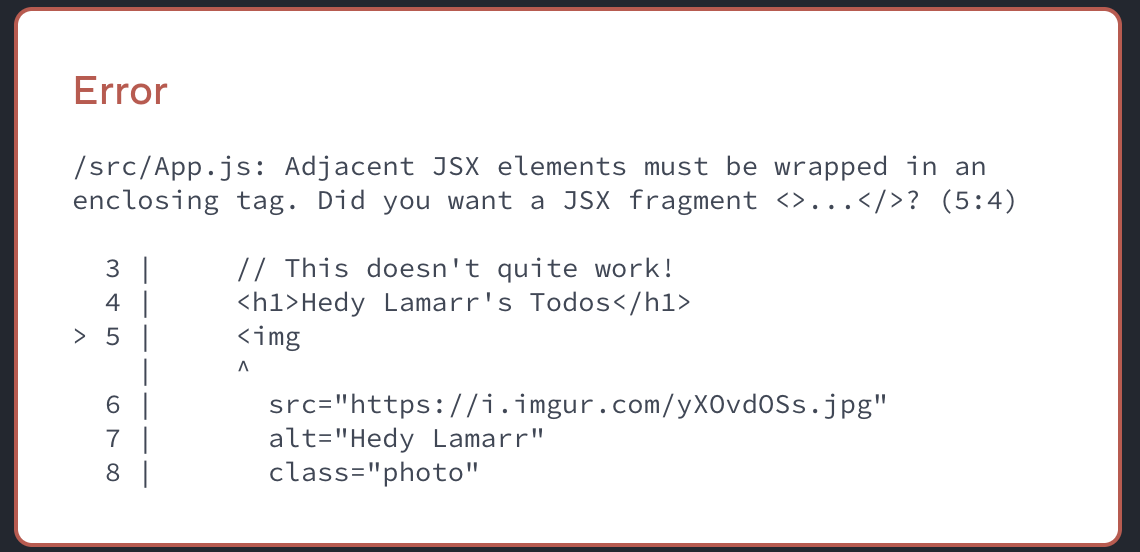 Error
/src/App.js: Adjacent JSX elements must be wrapped in an
enclosing tag. Did you want a JSX fragment <>...</>? (5:4)
  3 |     // This doesn't quite work!
  4 |     <h1>Hedy Lamarr's Todos</h1>
> 5 |     <img
    |     ^
  6 |       src="https://i.imgur.com/yXOvdOSs.jpg"
  7 |       alt="Hedy Lamarr"
  8 |       class="photo"